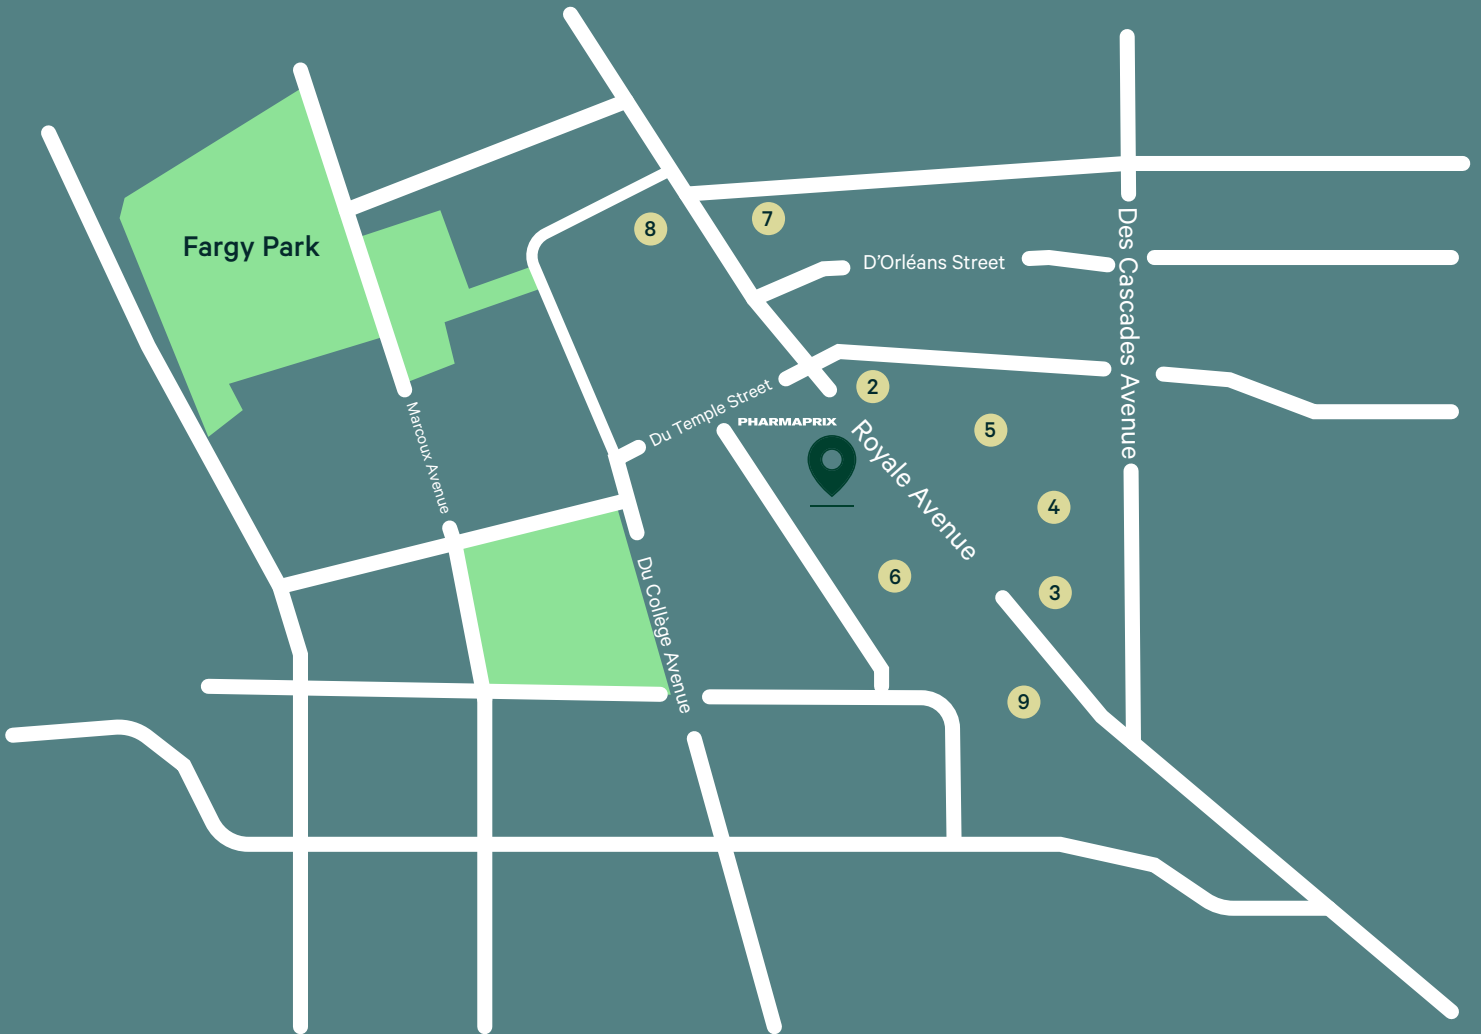 Fargy Park
8
7
D'Orléans Street
Des Cascades Avenue
Du Temple Street
2
PHARMAPRIX
Marcoux Avenue
Royale Avenue
5
4
6
3
Du Collège Avenue
9